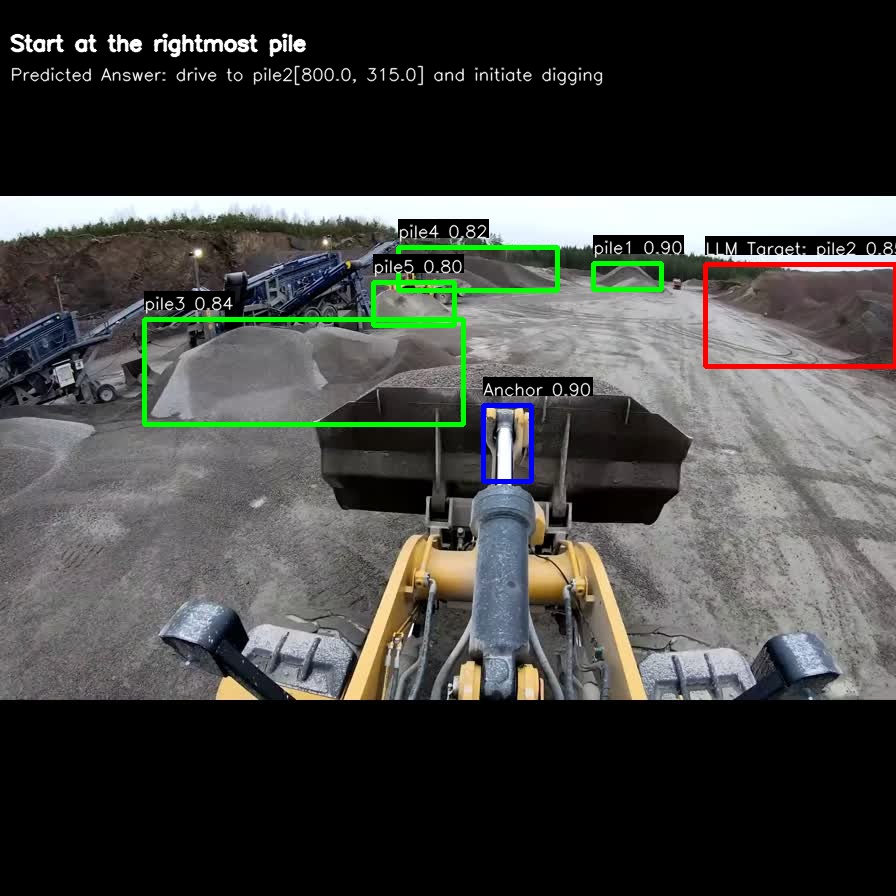 Start at the rightmost pile
Predicted Answer: drive to pile2[800.0, 315.0] and initiate digging
pile4 0.82
pile1 0.90
LLM Target: pile2 0.8
pile5 0.80
pile3 0.84
Anchor 0.90